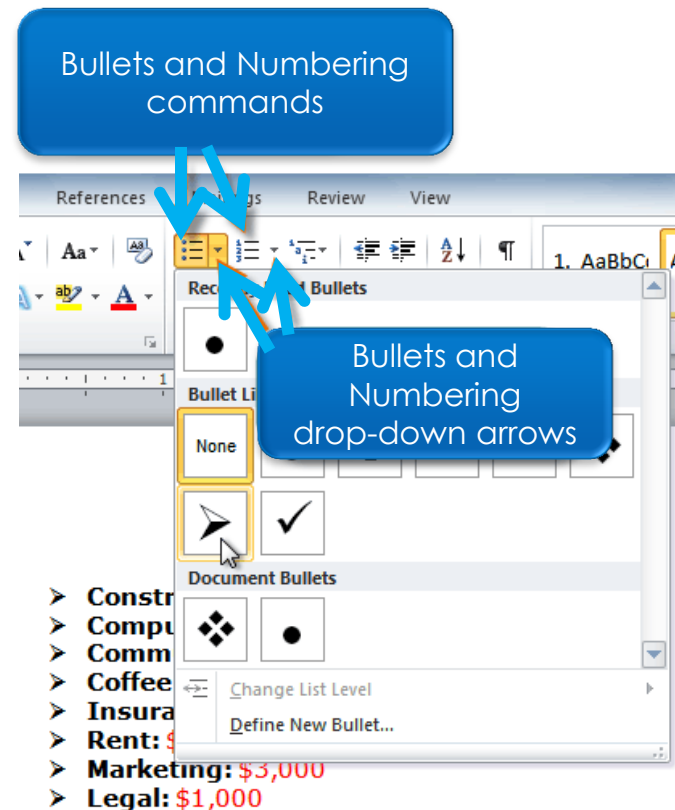 Bullets and Numbering
commands
References
Review View
Aa
1. AaBbC
1
Bullets
Bullets and
Numbering
drop-down arrows
Bullet
None
Document Bullets
Constr
Compu
Comm
Coffee
Change List Level
Insura
Define New Bullet...
Rent: $
Marketing: $3,000
Legal: $1,000